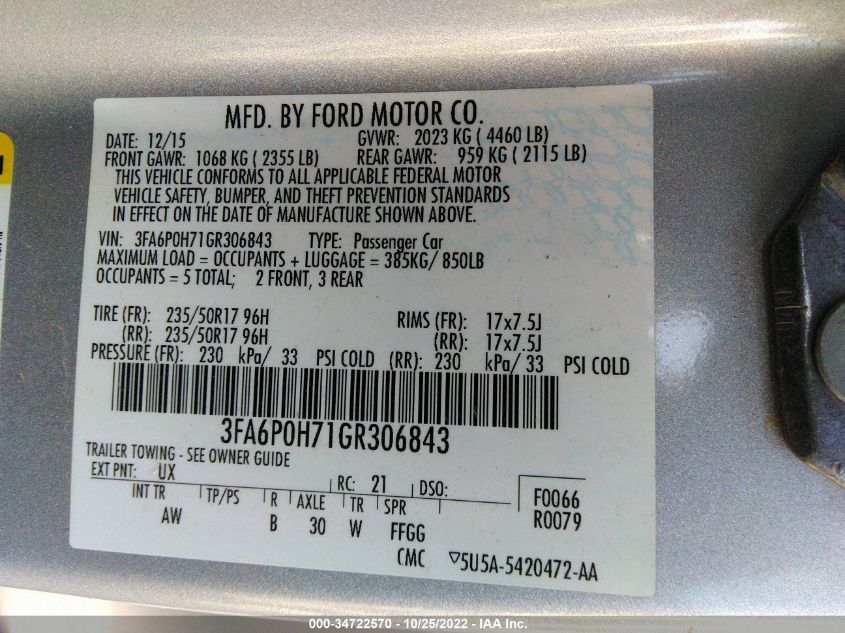 MFD. BY FORD MOTOR CO.
DATE: 12/15 GVWR: 2023 KG ( 4460 LB)
FRONT GAWR: 1068 KG ( 2355 LB) REAR GAWR: 959 KG ( 2115 LB)
THIS VEHICLE CONFORMS TO ALL APPLICABLE FEDERAL MOTOR
VEHICLE SAFETY, BUMPER, AND THEFT PREVENTION STANDARDS
IN EFFECT ON THE DATE OF MANUFACTURE SHOWN ABOVE.
VIN: 3FA6P0H71GR306843 TYPE: Passenger Car
MAXIMUM LOAD = OCCUPANTS + LUGGAGE = 385KG/ 850LB
OCCUPANTS = 5 TOTAL; 2 FRONT, 3 REAR
TIRE (FR): 235/50R17 96H RIMS (FR): 17x7.5J
(RR): 235/50R17 96H (RR): 17x7.5J
PRESSURE (FR): 230 kPa/ 33 PSI COLD (RR): 230 kPa/ 33 PSI COLD
3FA6P0H71GR306843
TRAILER TOWING - SEE OWNER GUIDE
EXT PNT: UX RC: 21 DSO: F0066
INT TR TP/PS R AXLE TR SPR R0079
AW B 30 W FFGG
CMC ▽5U5A-5420472-AA
000-34722570 - 10/25/2022 - IAA Inc.